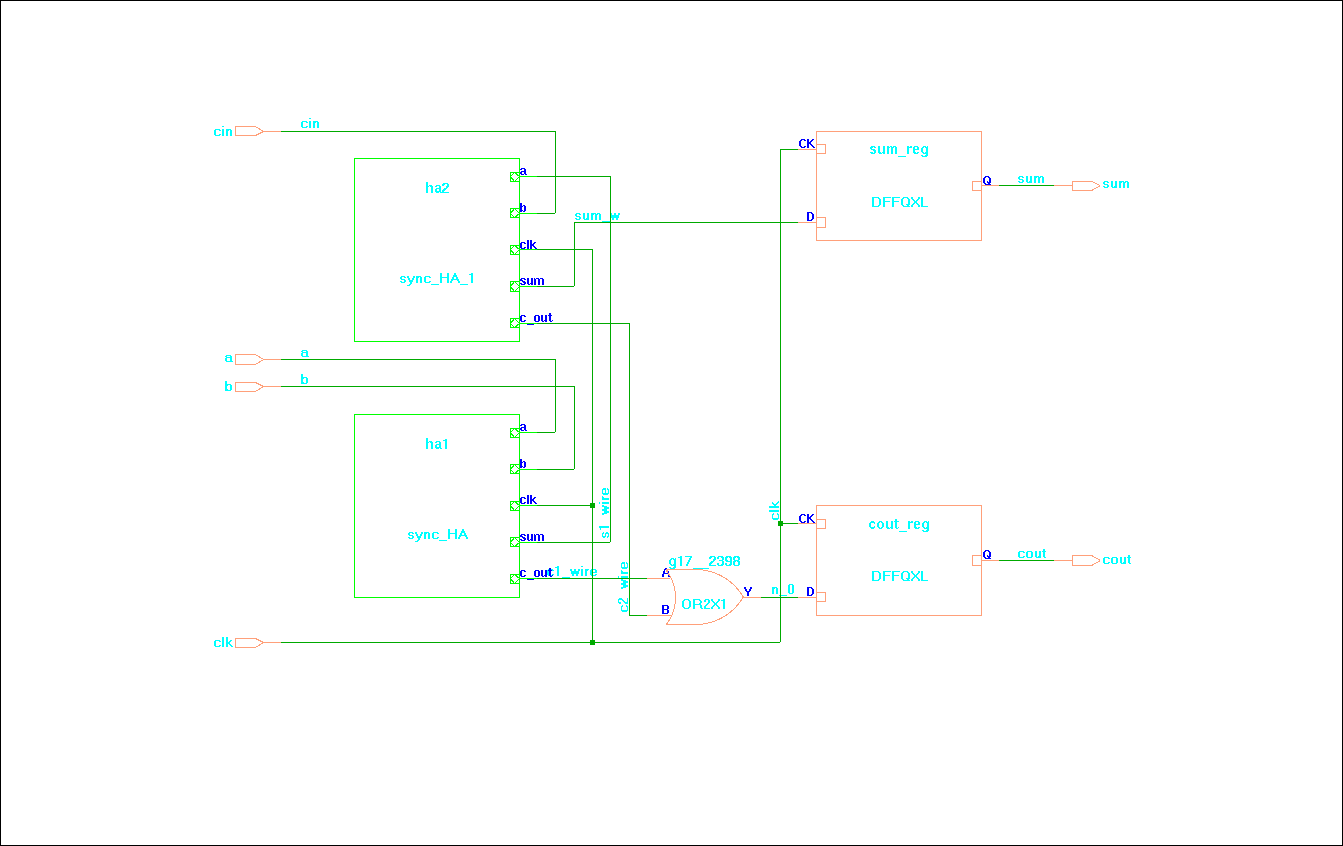 cin
cin
ha2
a
b
clk
sum
c_out
sync_HA_1
sum_w
CK
sum_reg
D
DFFQXL
Q
sum
sum
a
a
b
b
ha1
a
b
clk
sum
c_out
sync_HA
s1_wire
1_wire
c2_wire
g17__2398
A
B
OR2X1
Y
n_0
clk
CK
cout_reg
D
DFFQXL
Q
cout
cout
clk